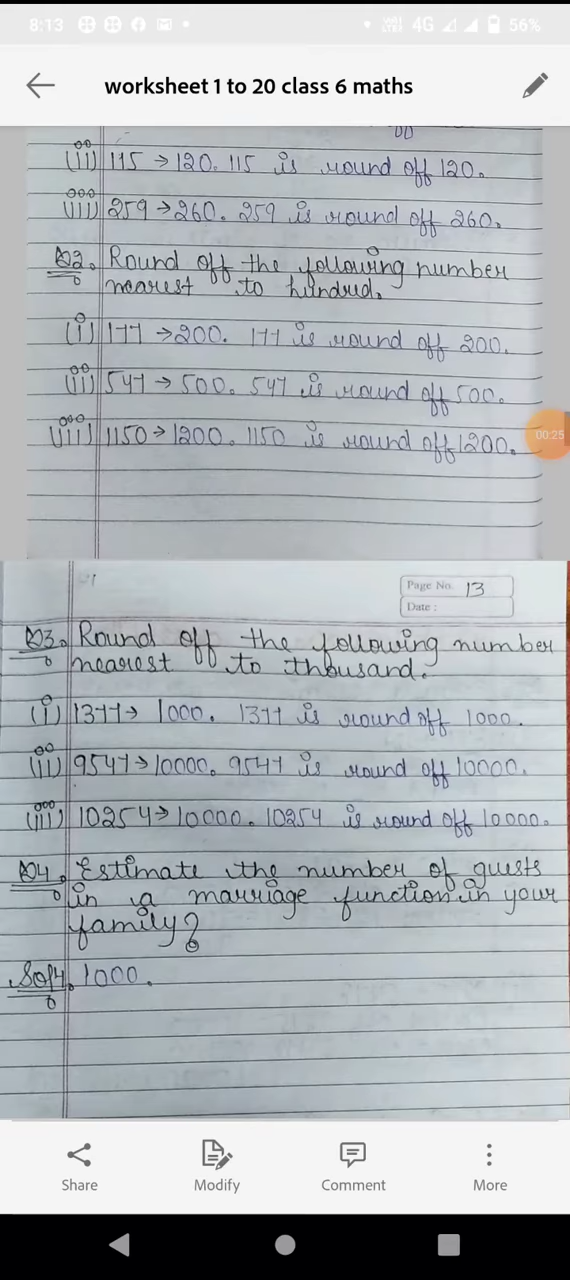 8:13
4G
56%
worksheet 1 to 20 class 6 maths
(ii) 115 → 120. 115 is round off 120.
(iii) 259 → 260. 259 is round off 260.
Q2. Round off the following number
nearest to hundred.
(i) 177 → 200. 177 is round off 200.
(ii) 547 → 500. 547 is round off 500.
(iii) 1150 → 1200. 1150 is round off 1200.
00:25
Page No. 13
Date :
Q3. Round off the following number
nearest to thousand.
(i) 1377 → 1000. 1377 is round off 1000.
(ii) 9547 → 10000. 9547 is round off 10000.
(iii) 10254 → 10000. 10254 is round off 10000.
Q4. Estimate the number of guests
in a marriage function in your
family?
Sol4. 1000.
Share
Modify
Comment
More